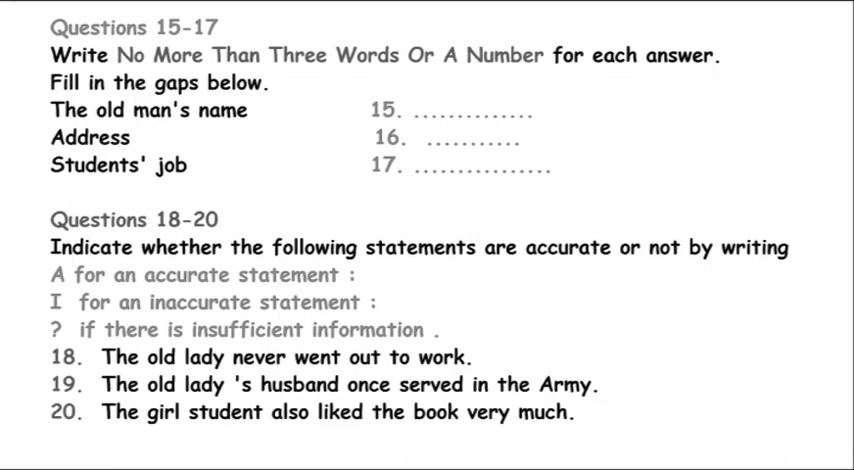 Questions 15-17
Write No More Than Three Words Or A Number for each answer.
Fill in the gaps below.
The old man's name 15. ..............
Address 16. ...........
Students' job 17. ................
Questions 18-20
Indicate whether the following statements are accurate or not by writing
A for an accurate statement :
I for an inaccurate statement :
? if there is insufficient information .
18. The old lady never went out to work.
19. The old lady 's husband once served in the Army.
20. The girl student also liked the book very much.